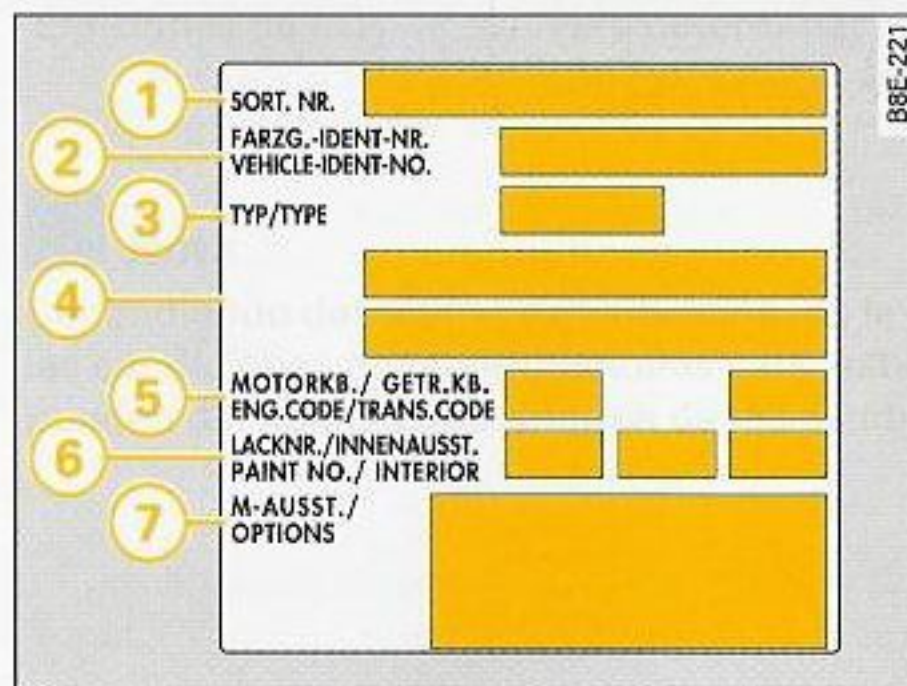 B8E-221
1
SORT. NR.
2
FARZG.-IDENT-NR.
VEHICLE-IDENT-NO.
3
TYP/TYPE
4
5
MOTORKB./ GETR.KB.
ENG.CODE/TRANS.CODE
6
LACKNR./INNENAUSST.
PAINT NO./ INTERIOR
7
M-AUSST./
OPTIONS